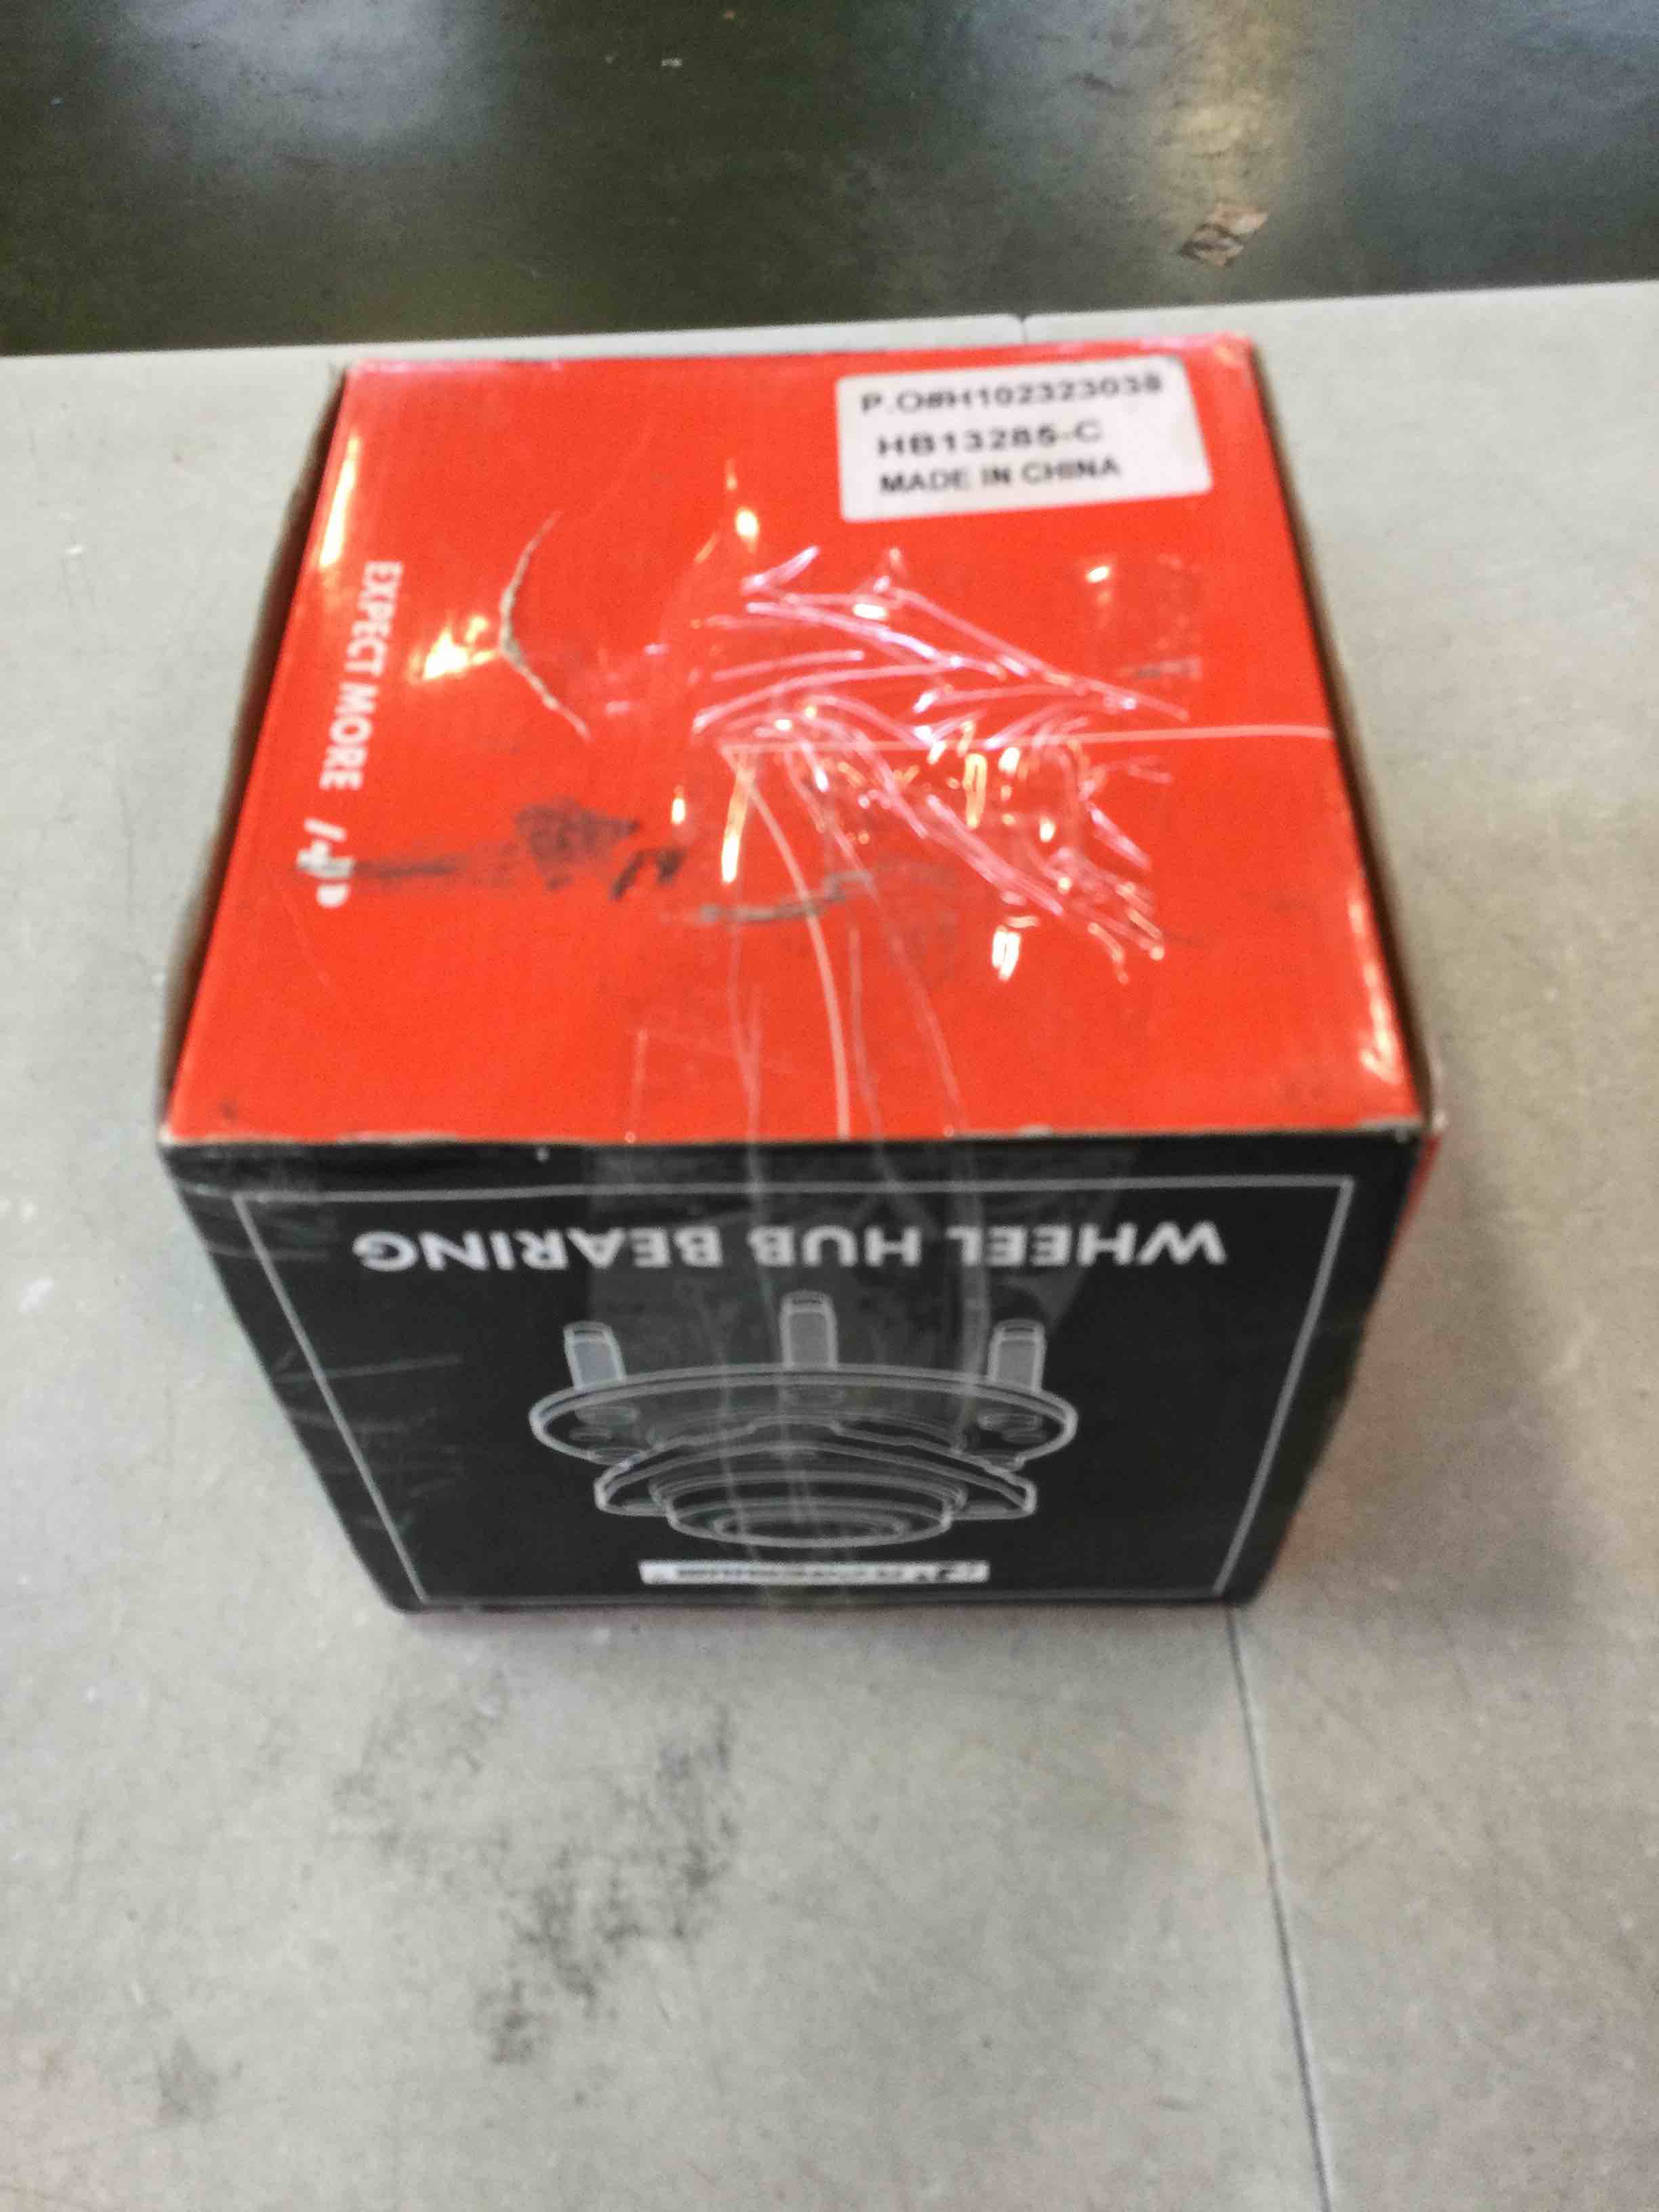 P.O#H102323038
HB13285-C
MADE IN CHINA
EXPECT MORE
WHEEL HUB BEARING